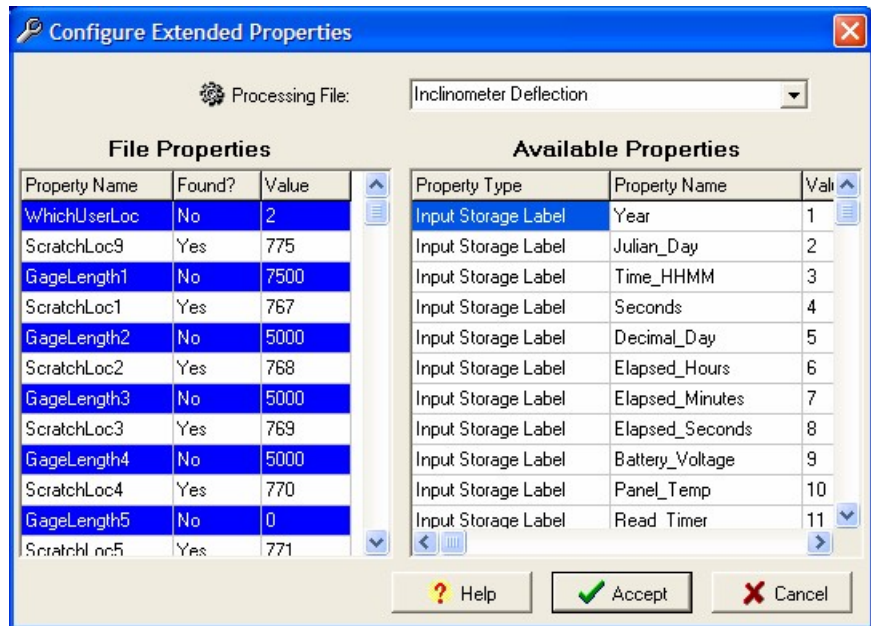 Configure Extended Properties
Processing File: Inclinometer Deflection
File Properties
Property Name Found? Value
WhichUserLoc No 2
ScratchLoc9 Yes 775
GageLength1 No 7500
ScratchLoc1 Yes 767
GageLength2 No 5000
ScratchLoc2 Yes 768
GageLength3 No 5000
ScratchLoc3 Yes 769
GageLength4 No 5000
ScratchLoc4 Yes 770
GageLength5 No 0
ScratchLoc5 Yes 771
Available Properties
Property Type Property Name Valu
Input Storage Label Year 1
Input Storage Label Julian_Day 2
Input Storage Label Time_HHMM 3
Input Storage Label Seconds 4
Input Storage Label Decimal_Day 5
Input Storage Label Elapsed_Hours 6
Input Storage Label Elapsed_Minutes 7
Input Storage Label Elapsed_Seconds 8
Input Storage Label Battery_Voltage 9
Input Storage Label Panel_Temp 10
Input Storage Label Read_Timer 11
? Help Accept Cancel